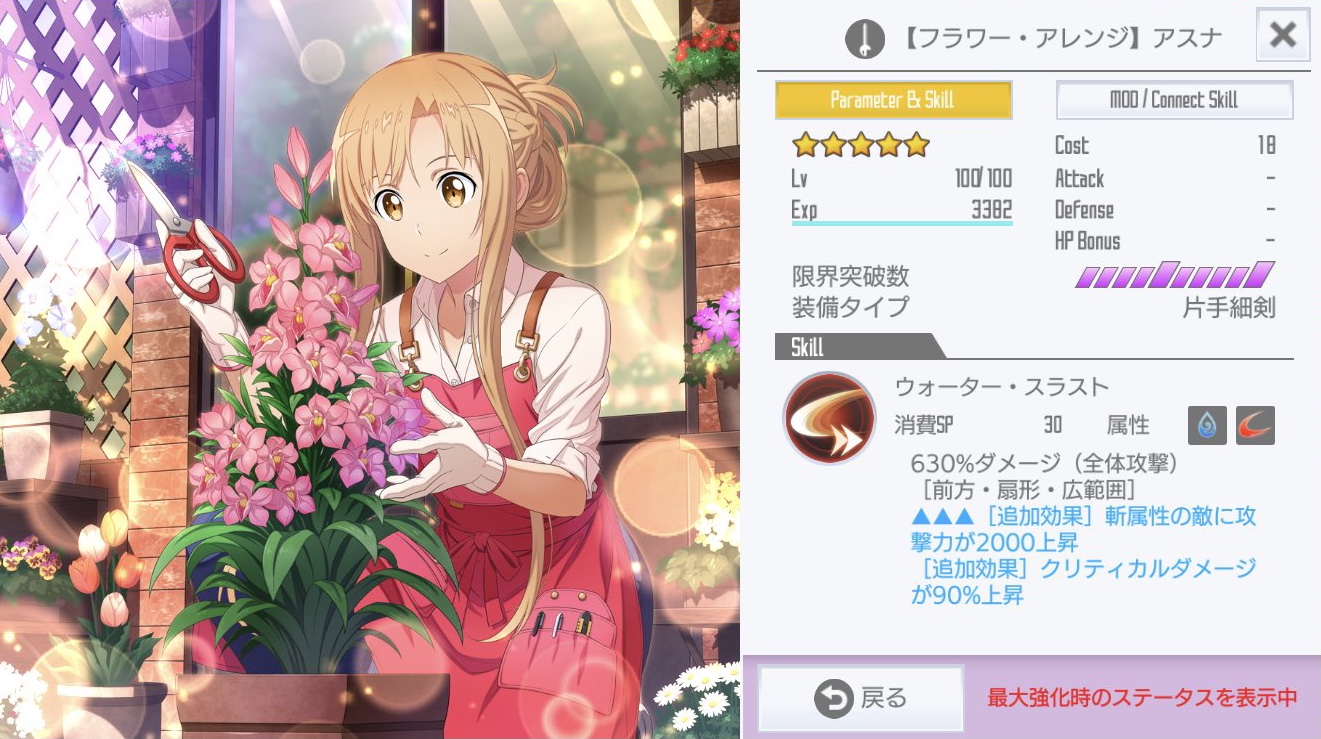 【フラワー・アレンジ】アスナ
Parameter & Skill
MOD / Connect Skill
Lv 100/100
Exp 3382
Cost 18
Attack -
Defense -
HP Bonus -
限界突破数
装備タイプ 片手細剣
Skill
ウォーター・スラスト
消費SP 30 属性
630%ダメージ（全体攻撃）
［前方・扇形・広範囲］
▲▲▲［追加効果］斬属性の敵に攻
撃力が2000上昇
［追加効果］クリティカルダメージ
が90%上昇
戻る
最大強化時のステータスを表示中